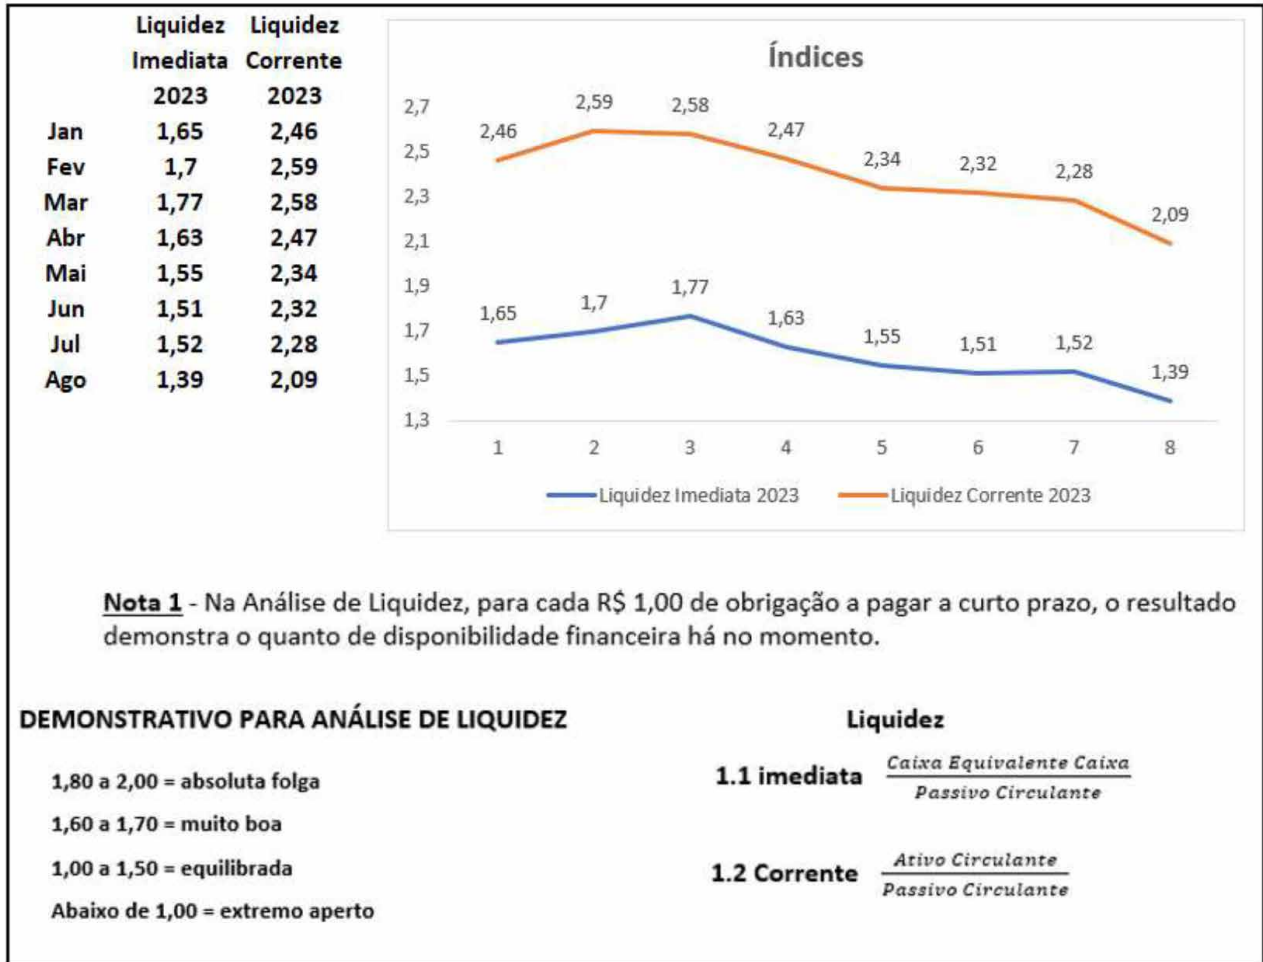 Liquidez Liquidez
Imediata Corrente
2023 2023
Jan 1,65 2,46
Fev 1,7 2,59
Mar 1,77 2,58
Abr 1,63 2,47
Mai 1,55 2,34
Jun 1,51 2,32
Jul 1,52 2,28
Ago 1,39 2,09
Índices
2,7
2,5
2,3
2,1
1,9
1,7
1,5
1,3
2,46 2,59 2,58 2,47 2,34 2,32 2,28 2,09
1,65 1,7 1,77 1,63 1,55 1,51 1,52 1,39
1 2 3 4 5 6 7 8
Liquidez Imediata 2023 Liquidez Corrente 2023
Nota 1 - Na Análise de Liquidez, para cada R$ 1,00 de obrigação a pagar a curto prazo, o resultado
demonstra o quanto de disponibilidade financeira há no momento.
DEMONSTRATIVO PARA ANÁLISE DE LIQUIDEZ
1,80 a 2,00 = absoluta folga
1,60 a 1,70 = muito boa
1,00 a 1,50 = equilibrada
Abaixo de 1,00 = extremo aperto
Liquidez
1.1 imediata Caixa Equivalente Caixa
Passivo Circulante
1.2 Corrente Ativo Circulante
Passivo Circulante